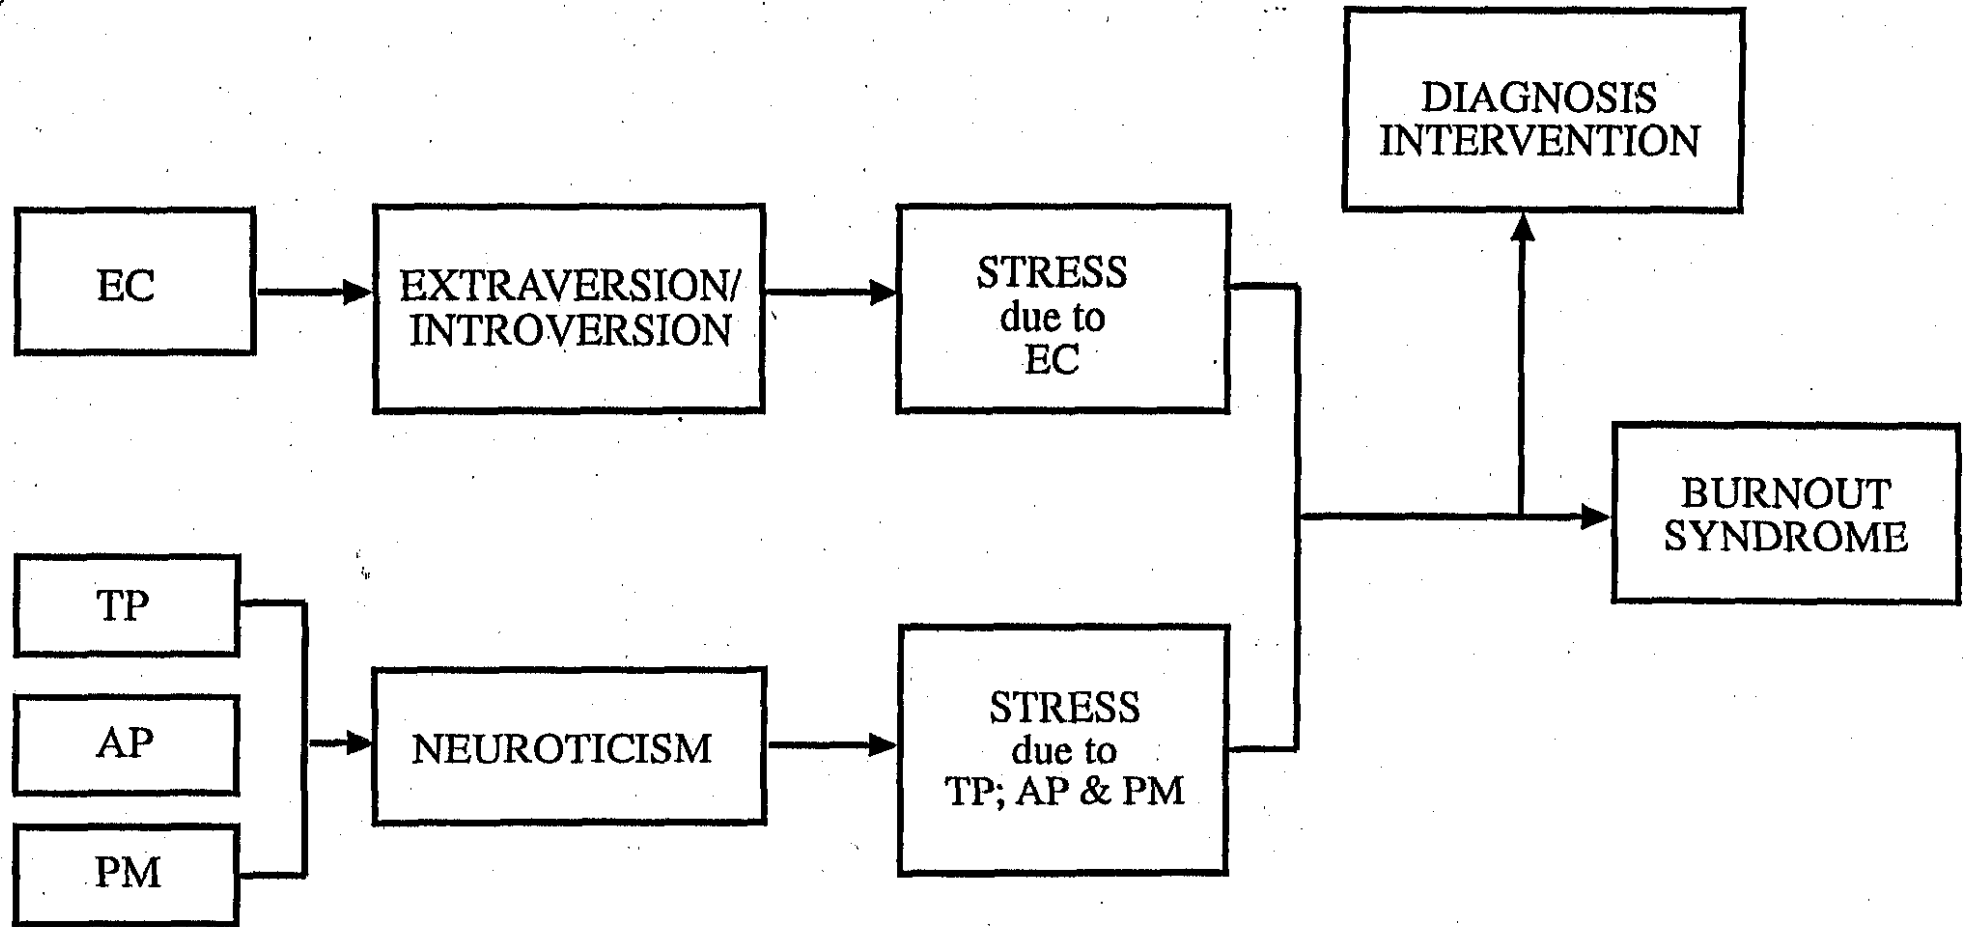 DIAGNOSIS
INTERVENTION
EC
EXTRAVERSION/
INTROVERSION
STRESS
due to
EC
BURNOUT
SYNDROME
TP
AP
PM
NEUROTICISM
STRESS
due to
TP; AP & PM